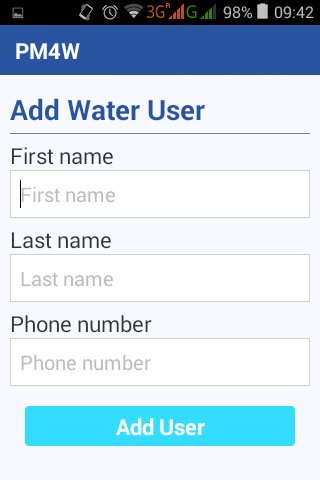 3G R G 98% 09:42
PM4W
Add Water User
First name
First name
Last name
Last name
Phone number
Phone number
Add User